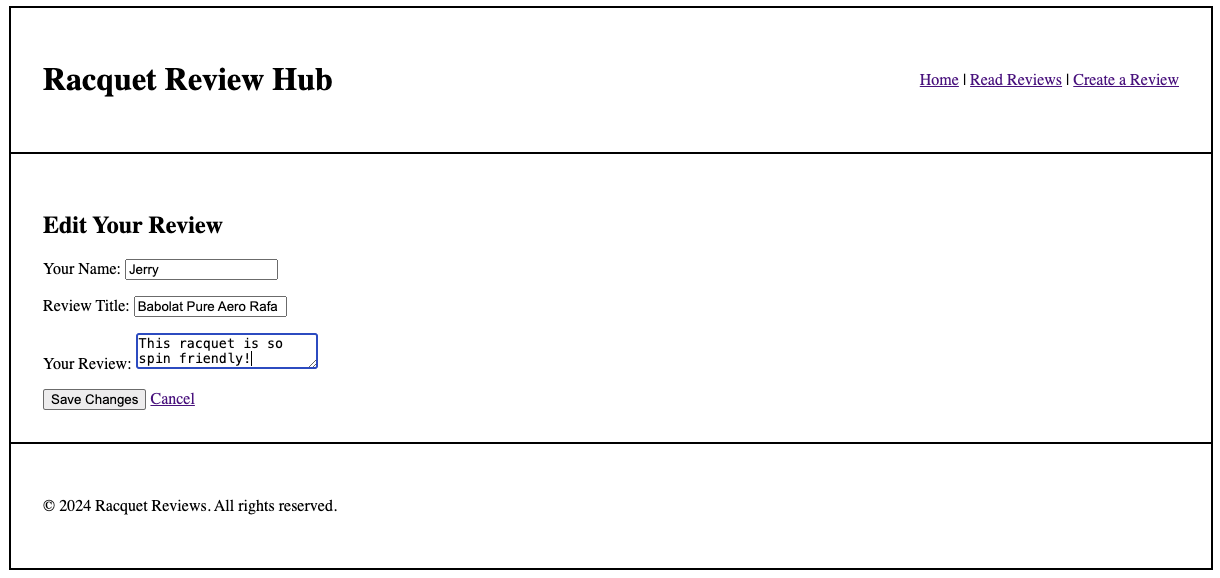 Racquet Review Hub
Home | Read Reviews | Create a Review
Edit Your Review
Your Name: Jerry
Review Title: Babolat Pure Aero Rafa
Your Review: This racquet is so
spin friendly!
Save Changes Cancel
© 2024 Racquet Reviews. All rights reserved.